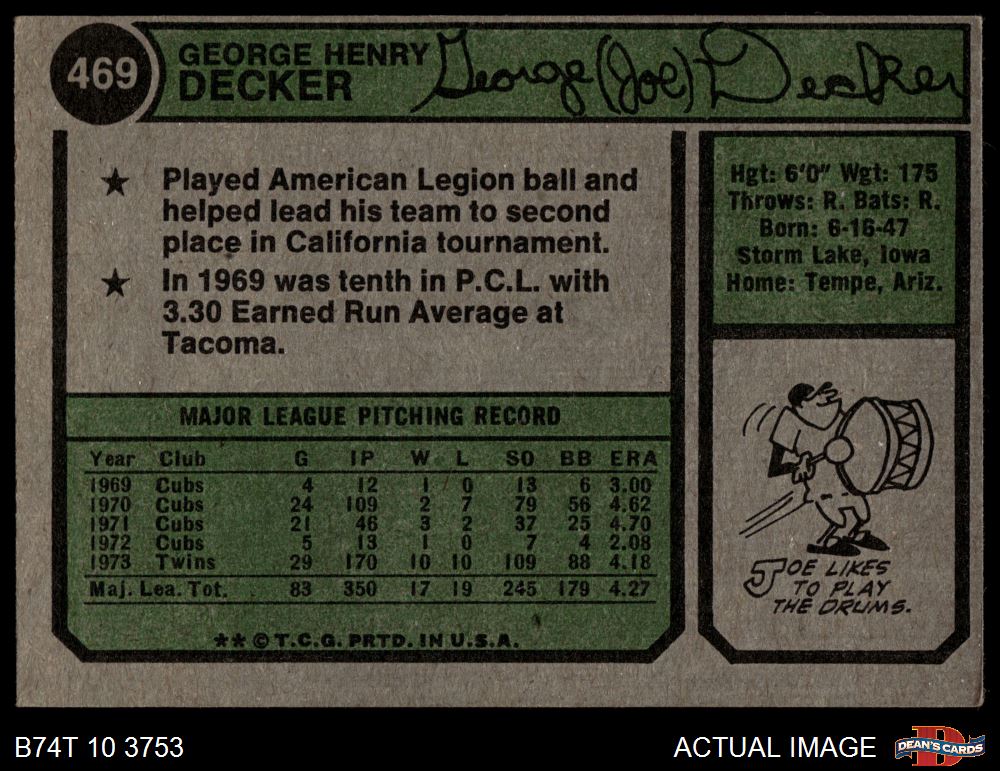 469
GEORGE HENRY
DECKER
George (Joe) Decker
★ Played American Legion ball and
helped lead his team to second
place in California tournament.
★ In 1969 was tenth in P.C.L. with
3.30 Earned Run Average at
Tacoma.
Hgt: 6'0" Wgt: 175
Throws: R. Bats: R.
Born: 6-16-47
Storm Lake, Iowa
Home: Tempe, Ariz.
MAJOR LEAGUE PITCHING RECORD
Year Club G IP W L SO BB ERA
1969 Cubs 4 12 1 0 13 6 3.00
1970 Cubs 24 109 2 7 79 56 4.62
1971 Cubs 21 46 3 2 37 25 4.70
1972 Cubs 5 13 1 0 7 4 2.08
1973 Twins 29 170 10 10 109 88 4.18
Maj. Lea. Tot. 83 350 17 19 245 179 4.27
** © T.C.G. PRTD. IN U.S.A.
JOE LIKES
TO PLAY
THE DRUMS.
B74T 10 3753
ACTUAL IMAGE
D
DEAN'S CARDS